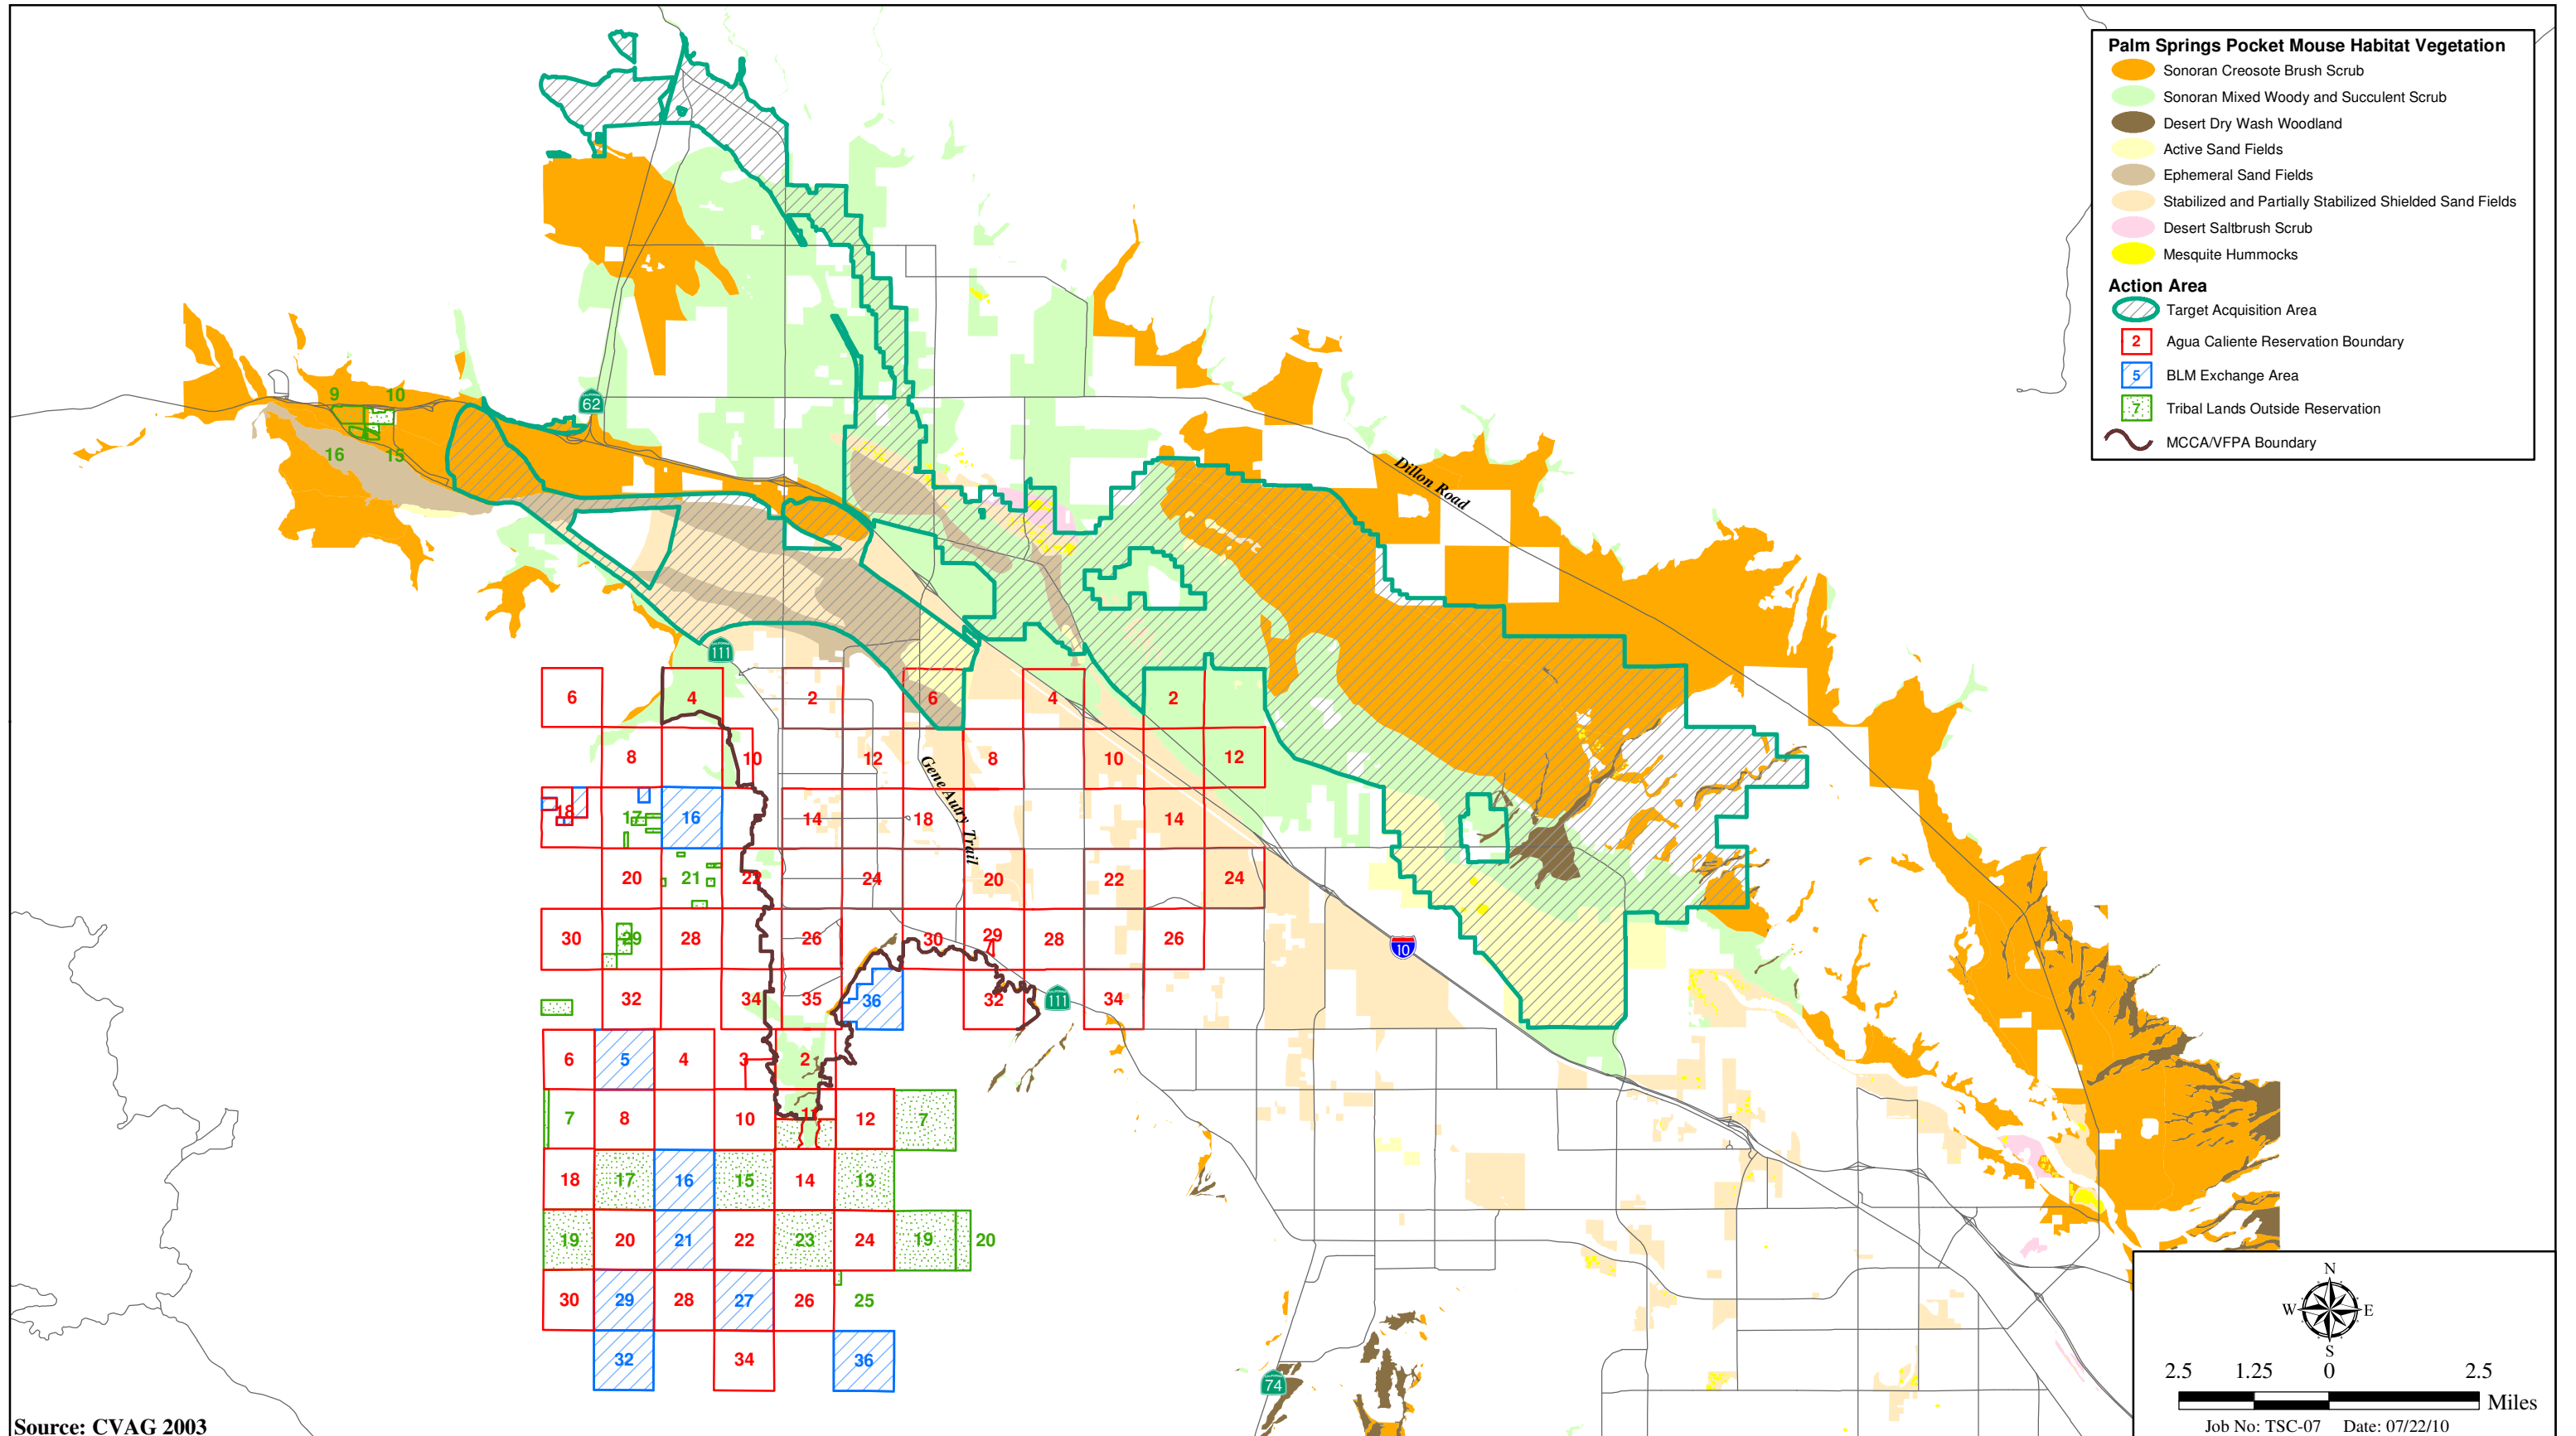 Palm Springs Pocket Mouse Habitat Vegetation
Sonoran Creosote Brush Scrub
Sonoran Mixed Woody and Succulent Scrub
Desert Dry Wash Woodland
Active Sand Fields
Ephemeral Sand Fields
Stabilized and Partially Stabilized Shielded Sand Fields
Desert Saltbrush Scrub
Mesquite Hummocks
Action Area
Target Acquisition Area
2 Agua Caliente Reservation Boundary
5 BLM Exchange Area
7 Tribal Lands Outside Reservation
MCCA/VFPA Boundary
9 10
62
16 15
Dillon Road
111
6 4 2 6 4 2
8 10 12 8 10 12
Gene Autry Trail
18 17 16 14 18 14
20 21 22 24 20 22 24
30 29 28 26 30 29 28 26
10
32 34 35 36 32 111 34
6 5 4 3 2
7 8 10 11 12 7
18 17 16 15 14 13
19 20 21 22 23 24 19 20
30 29 28 27 26 25
32 34 36
74
N
W E
S
2.5 1.25 0 2.5
Miles
Job No: TSC-07 Date: 07/22/10
Source: CVAG 2003